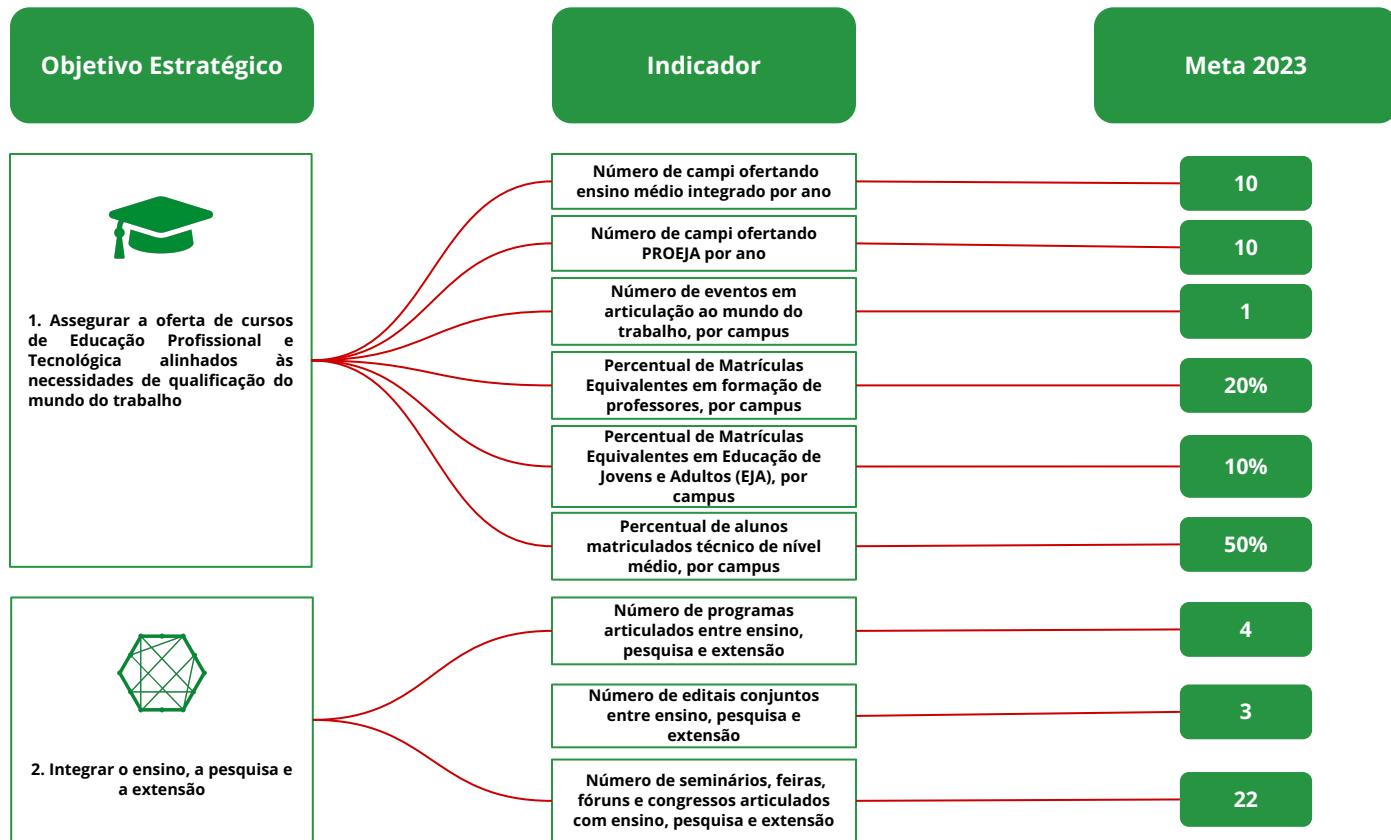 Objetivo Estratégico
Indicador
Meta 2023
1. Assegurar a oferta de cursos
de Educação Profissional e
Tecnológica alinhados às
necessidades de qualificação do
mundo do trabalho
Número de campi ofertando
ensino médio integrado por ano
10
Número de campi ofertando
PROEJA por ano
10
Número de eventos em
articulação ao mundo do
trabalho, por campus
1
Percentual de Matrículas
Equivalentes em formação de
professores, por campus
20%
Percentual de Matrículas
Equivalentes em Educação de
Jovens e Adultos (EJA), por
campus
10%
Percentual de alunos
matriculados técnico de nível
médio, por campus
50%
2. Integrar o ensino, a pesquisa e
a extensão
Número de programas
articulados entre ensino,
pesquisa e extensão
4
Número de editais conjuntos
entre ensino, pesquisa e
extensão
3
Número de seminários, feiras,
fóruns e congressos articulados
com ensino, pesquisa e extensão
22